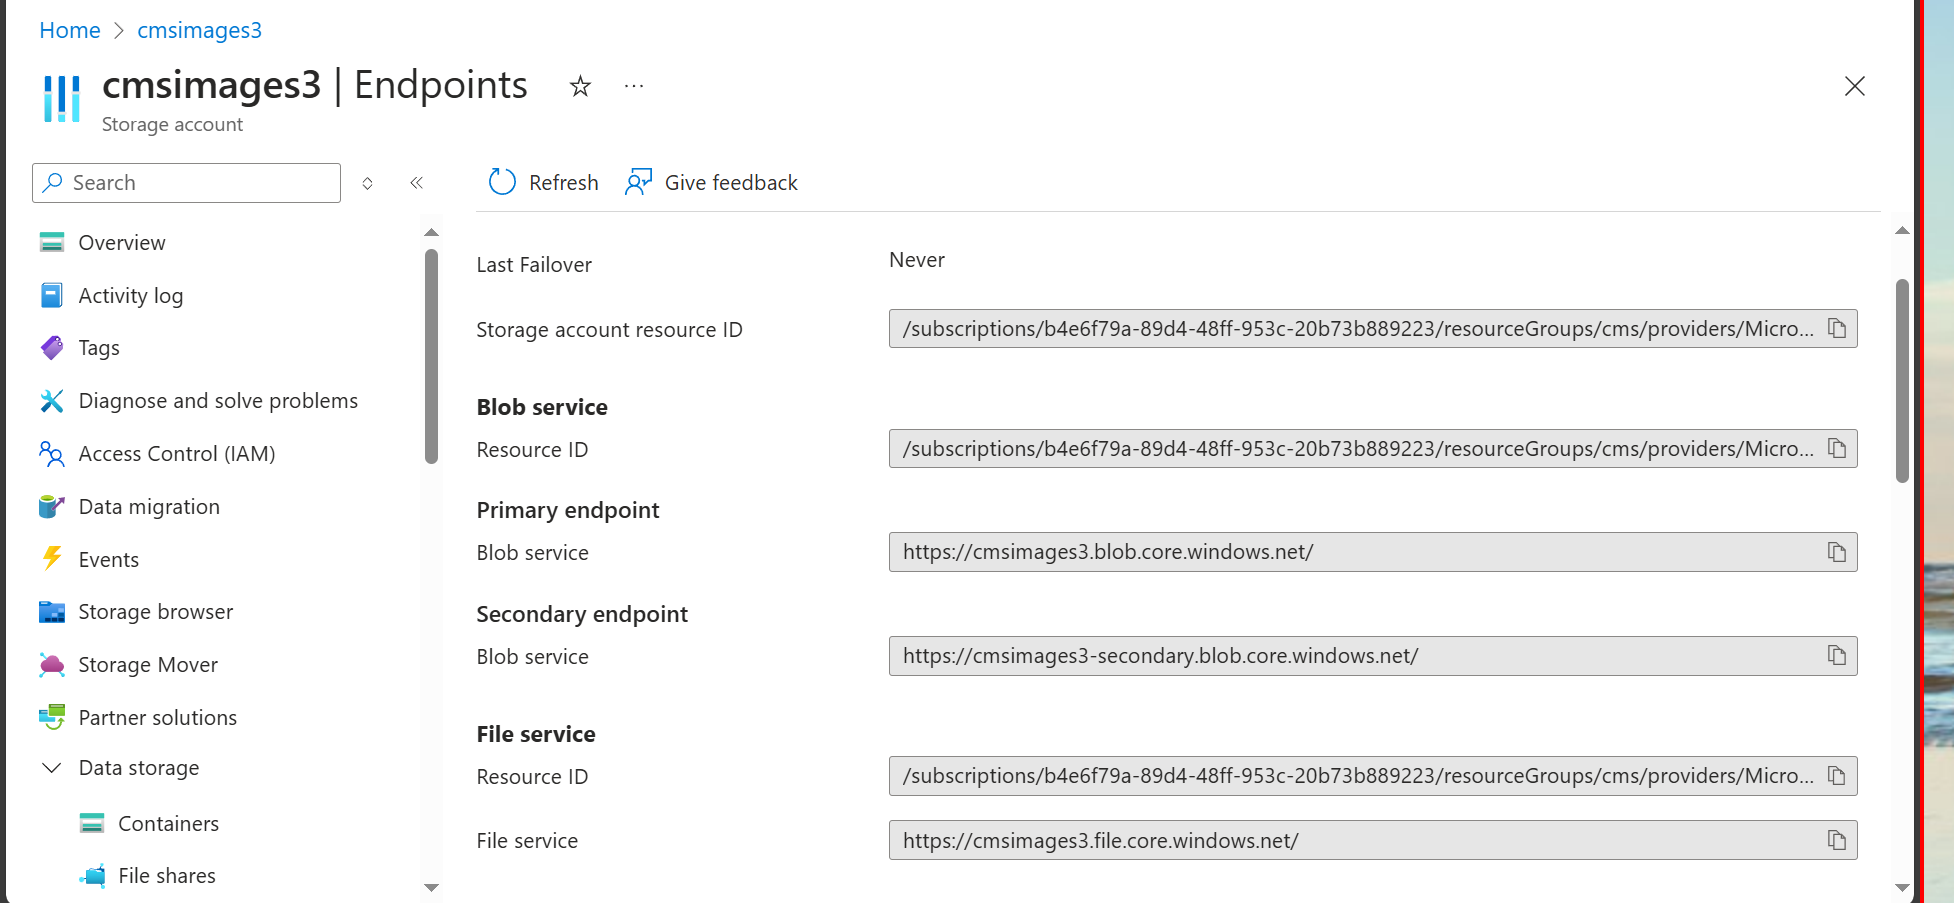 Home > cmsimages3
cmsimages3 | Endpoints
Storage account
Search
Refresh
Give feedback
Overview
Activity log
Tags
Diagnose and solve problems
Access Control (IAM)
Data migration
Events
Storage browser
Storage Mover
Partner solutions
Data storage
Containers
File shares
Last Failover Never
Storage account resource ID /subscriptions/b4e6f79a-89d4-48ff-953c-20b73b889223/resourceGroups/cms/providers/Micro...
Blob service
Resource ID /subscriptions/b4e6f79a-89d4-48ff-953c-20b73b889223/resourceGroups/cms/providers/Micro...
Primary endpoint
Blob service https://cmsimages3.blob.core.windows.net/
Secondary endpoint
Blob service https://cmsimages3-secondary.blob.core.windows.net/
File service
Resource ID /subscriptions/b4e6f79a-89d4-48ff-953c-20b73b889223/resourceGroups/cms/providers/Micro...
File service https://cmsimages3.file.core.windows.net/